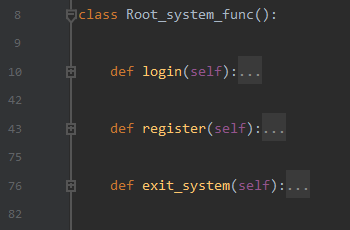 8 class Root_system_func():
9
10 def login(self):...
42
43 def register(self):...
75
76 def exit_system(self):...
82